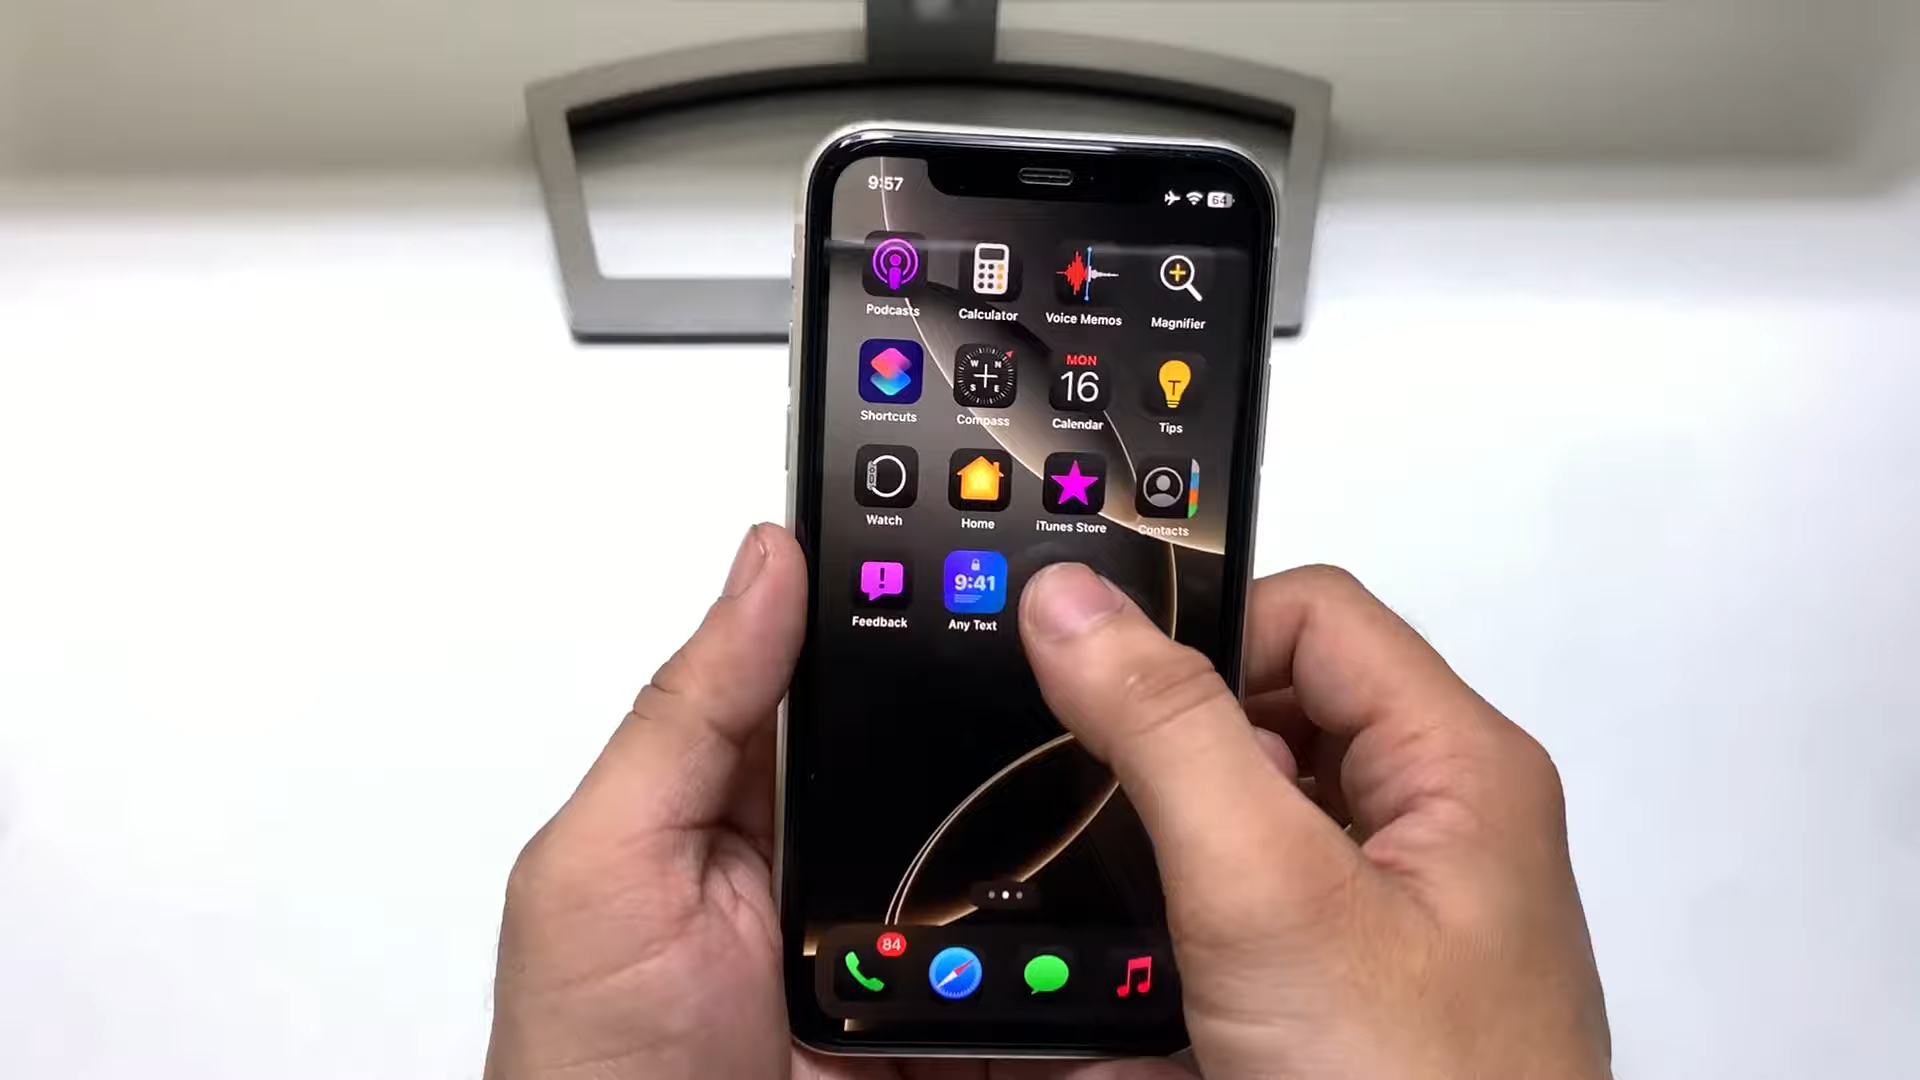 9:57
64
Podcasts
Calculator
Voice Memos
Magnifier
W N
S E
MON
16
T
Shortcuts
Compass
Calendar
Tips
Watch
Home
iTunes Store
Contacts
!
9:41
Feedback
Any Text
84